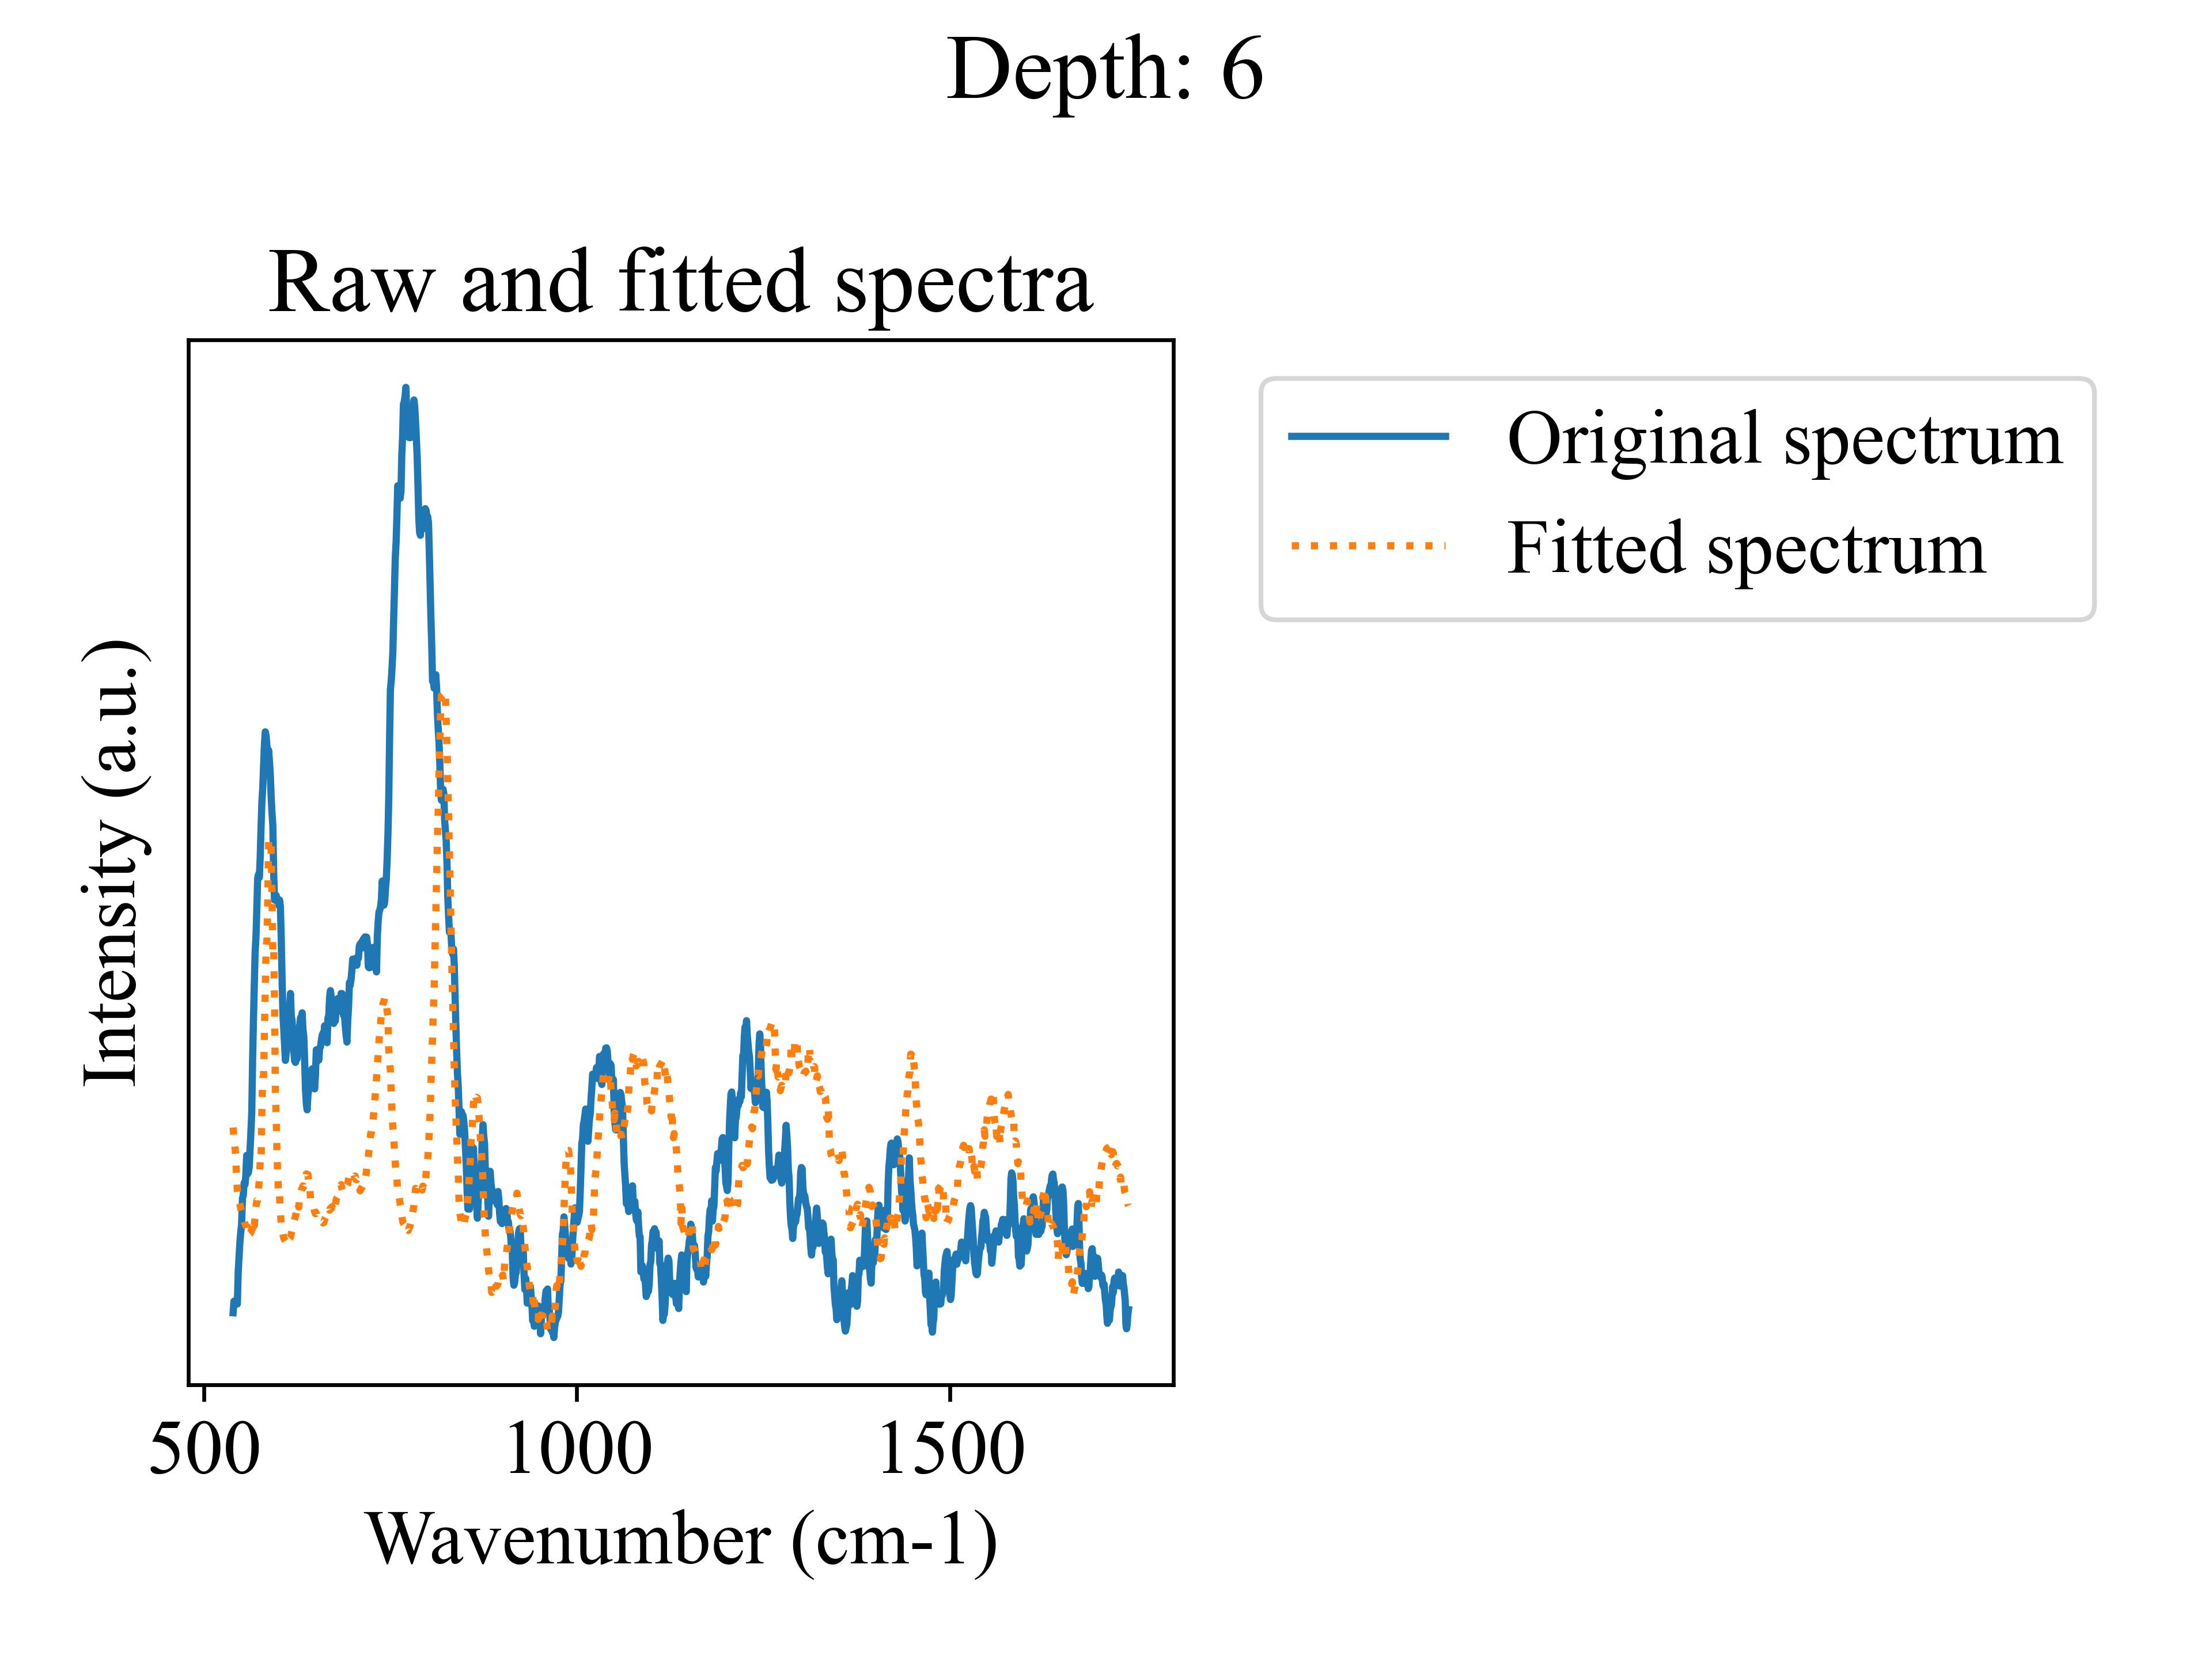 Depth: 6
Raw and fitted spectra
Original spectrum
Fitted spectrum
Intensity (a.u.)
500 1000 1500
Wavenumber (cm-1)